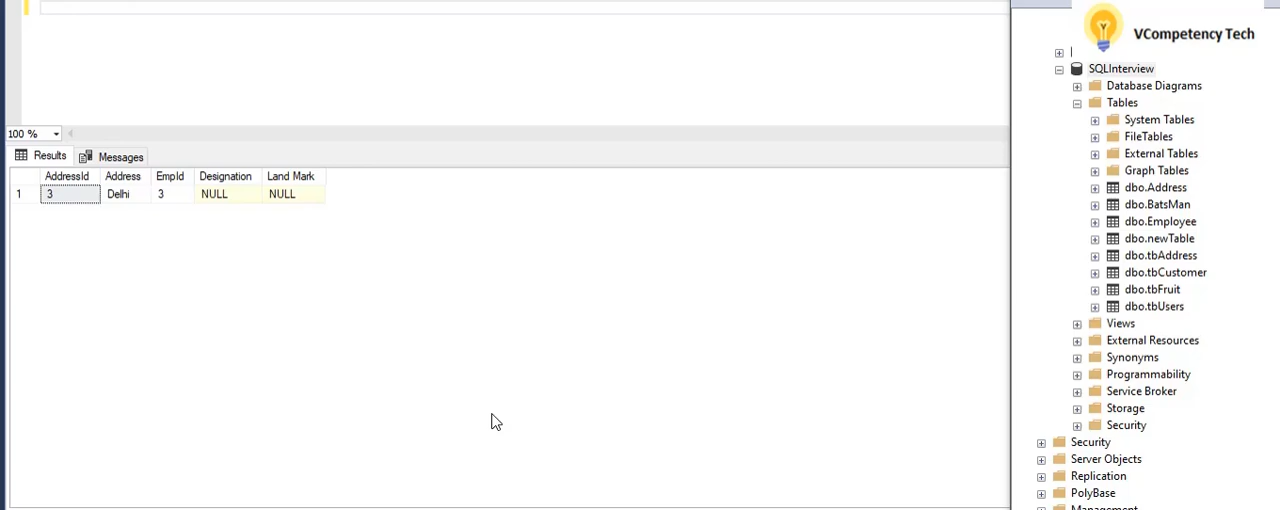 VCompetency Tech
SQLInterview
Database Diagrams
Tables
System Tables
FileTables
External Tables
Graph Tables
dbo.Address
dbo.BatsMan
dbo.Employee
dbo.newTable
dbo.tbAddress
dbo.tbCustomer
dbo.tbFruit
dbo.tbUsers
Views
External Resources
Synonyms
Programmability
Service Broker
Storage
Security
Security
Server Objects
Replication
PolyBase
Management
100 %
Results Messages
AddressId Address EmpId Designation Land Mark
1 3 Delhi 3 NULL NULL